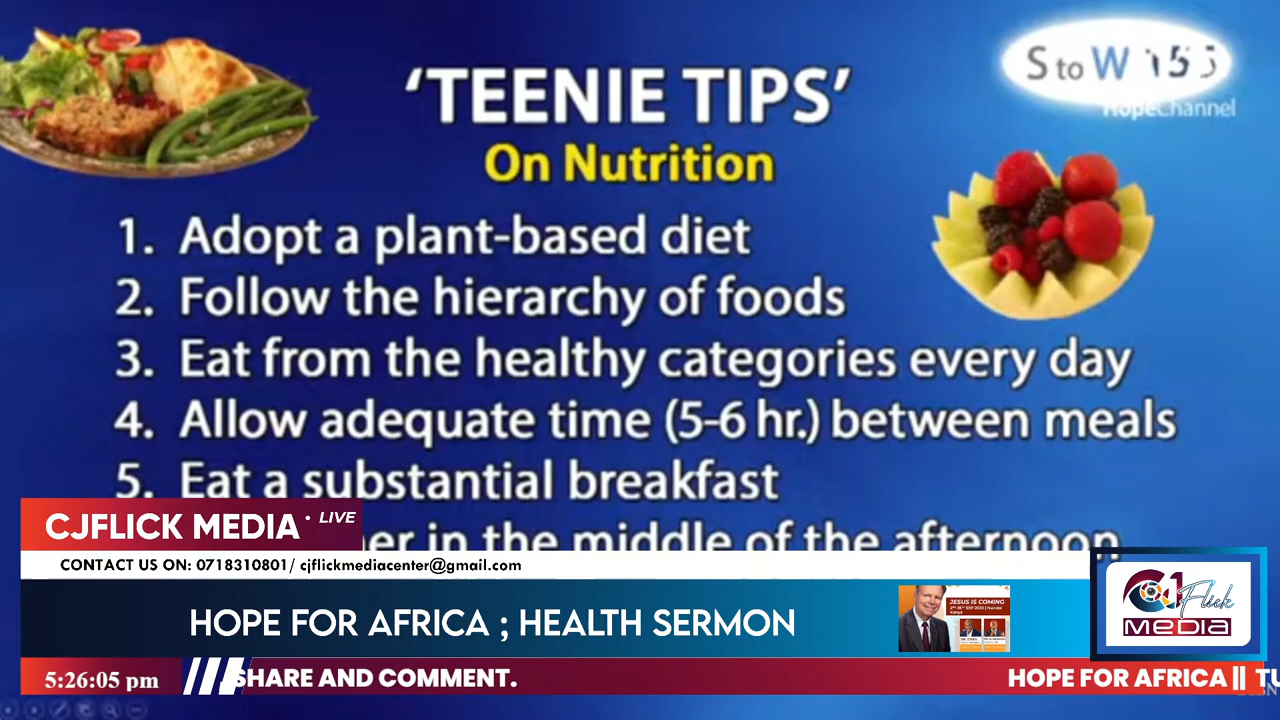 'TEENIE TIPS'
On Nutrition
S to W
HopeChannel
1. Adopt a plant-based diet
2. Follow the hierarchy of foods
3. Eat from the healthy categories every day
4. Allow adequate time (5-6 hr.) between meals
5. Eat a substantial breakfast
in the middle of the afternoon
CJFLICK MEDIA • LIVE
CONTACT US ON: 0718310801/ cjflickmediacenter@gmail.com
HOPE FOR AFRICA ; HEALTH SERMON
JESUS IS COMING
Flick
MEDIA
5:26:05 pm
SHARE AND COMMENT.
HOPE FOR AFRICA ||